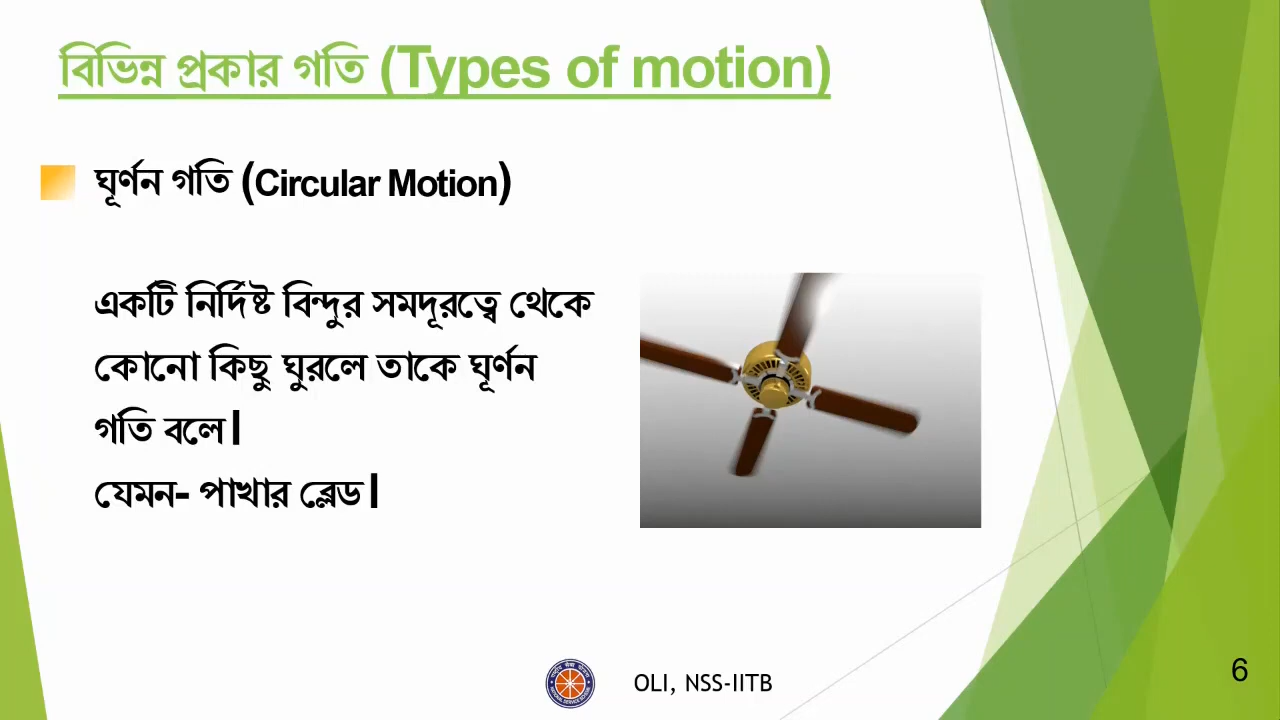 বিভিন্ন প্রকার গতি (Types of motion)
ঘূর্ণন গতি (Circular Motion)
একটি নির্দিষ্ট বিন্দুর সমদূরত্বে থেকে
কোনো কিছু ঘুরলে তাকে ঘূর্ণন
গতি বলে।
যেমন- পাখার ব্লেড।
OLI, NSS-IITB
6